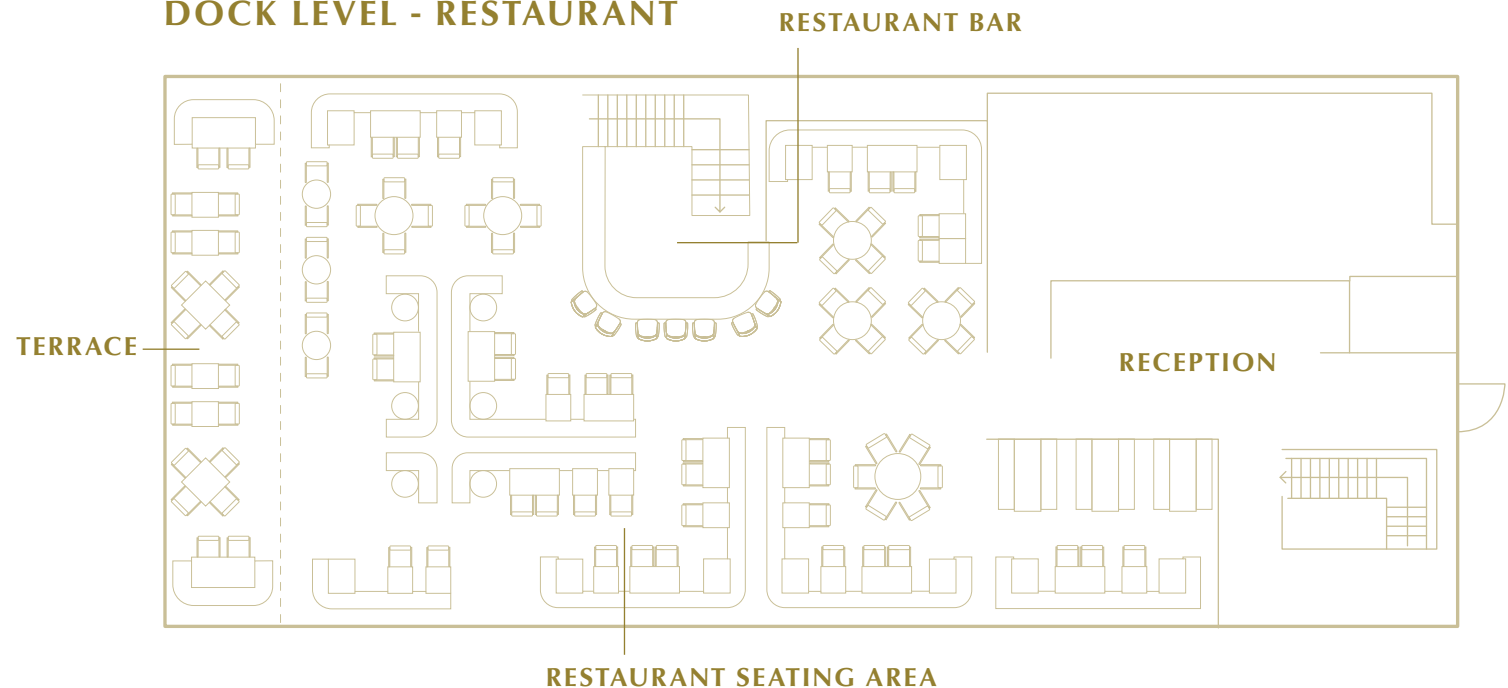 DOCK LEVEL - RESTAURANT
RESTAURANT BAR
TERRACE
RECEPTION
RESTAURANT SEATING AREA